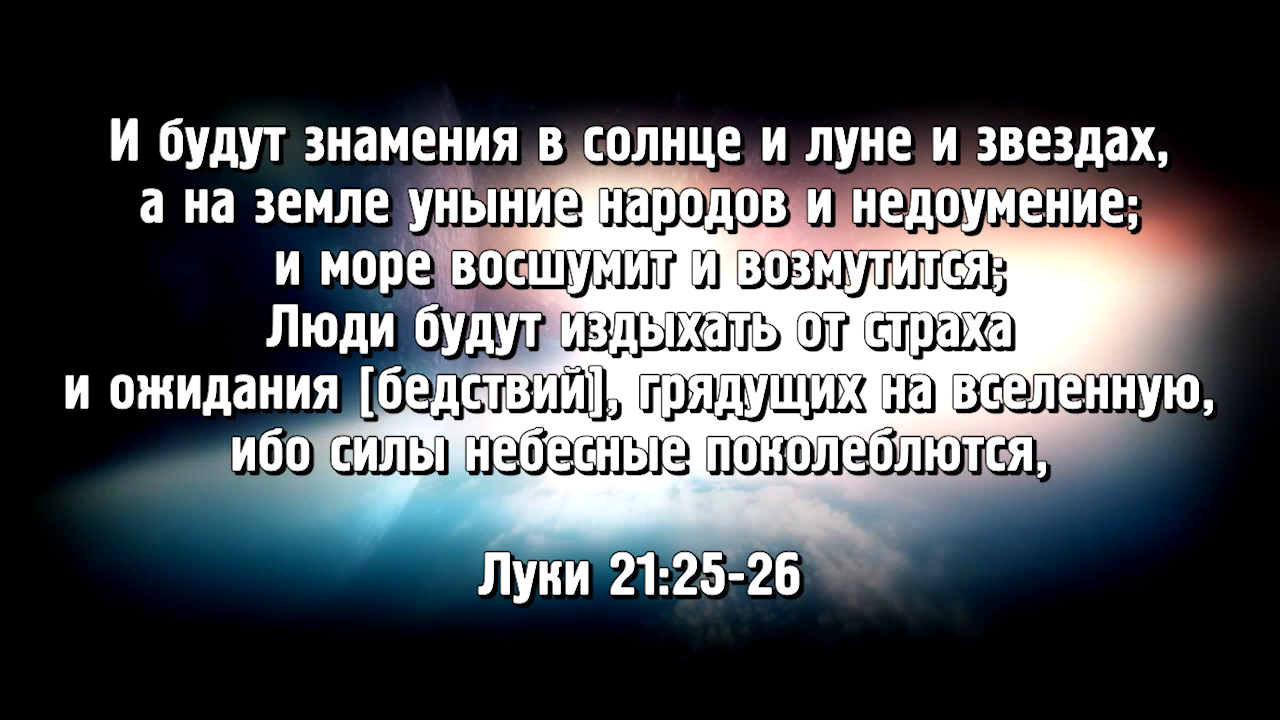 И будут знамения в солнце и луне и звездах,
а на земле уныние народов и недоумение;
и море восшумит и возмутится;
Люди будут издыхать от страха
и ожидания [бедствий], грядущих на вселенную,
ибо силы небесные поколеблются,
Луки 21:25-26